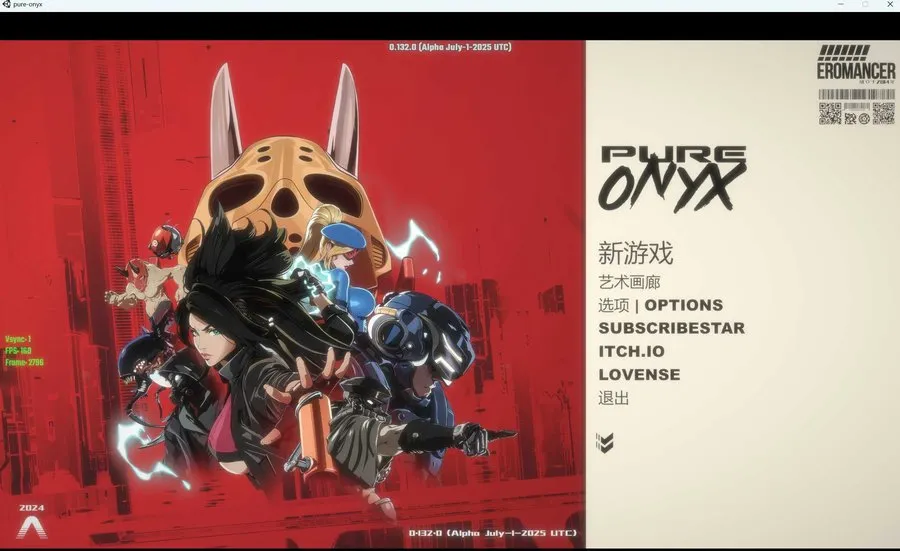 pure-onyx
0.132.0 (Alpha July-1-2025 UTC)
EROMANCER
PURE
ONYX
新游戏
艺术画廊
选项 | OPTIONS
SUBSCRIBESTAR
ITCH.IO
LOVENSE
退出
Vsync: 1
FPS: 160
Frame: 2796
2024
0.132.0 (Alpha July-1-2025 UTC)